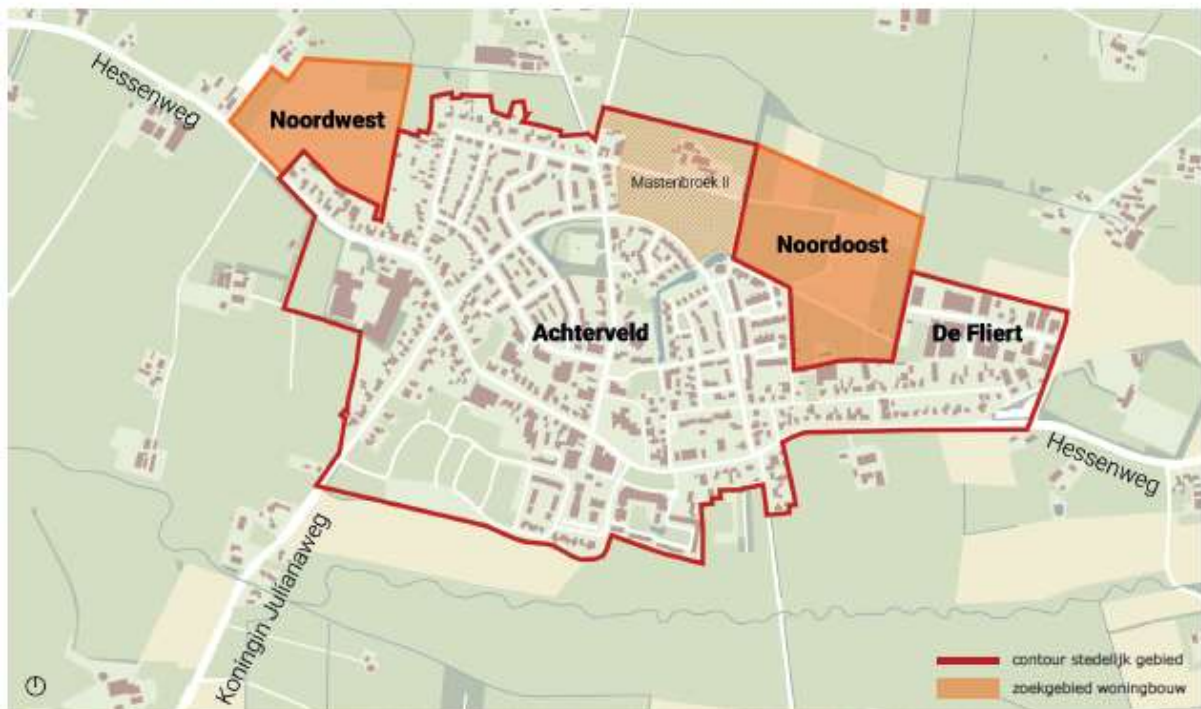 Hessenweg
Noordwest
Mastenbroek II
Noordoost
Achterveld
De Fliert
Hessenweg
Koningin Julianaweg
contour stedelijk gebied
zoekgebied woningbouw